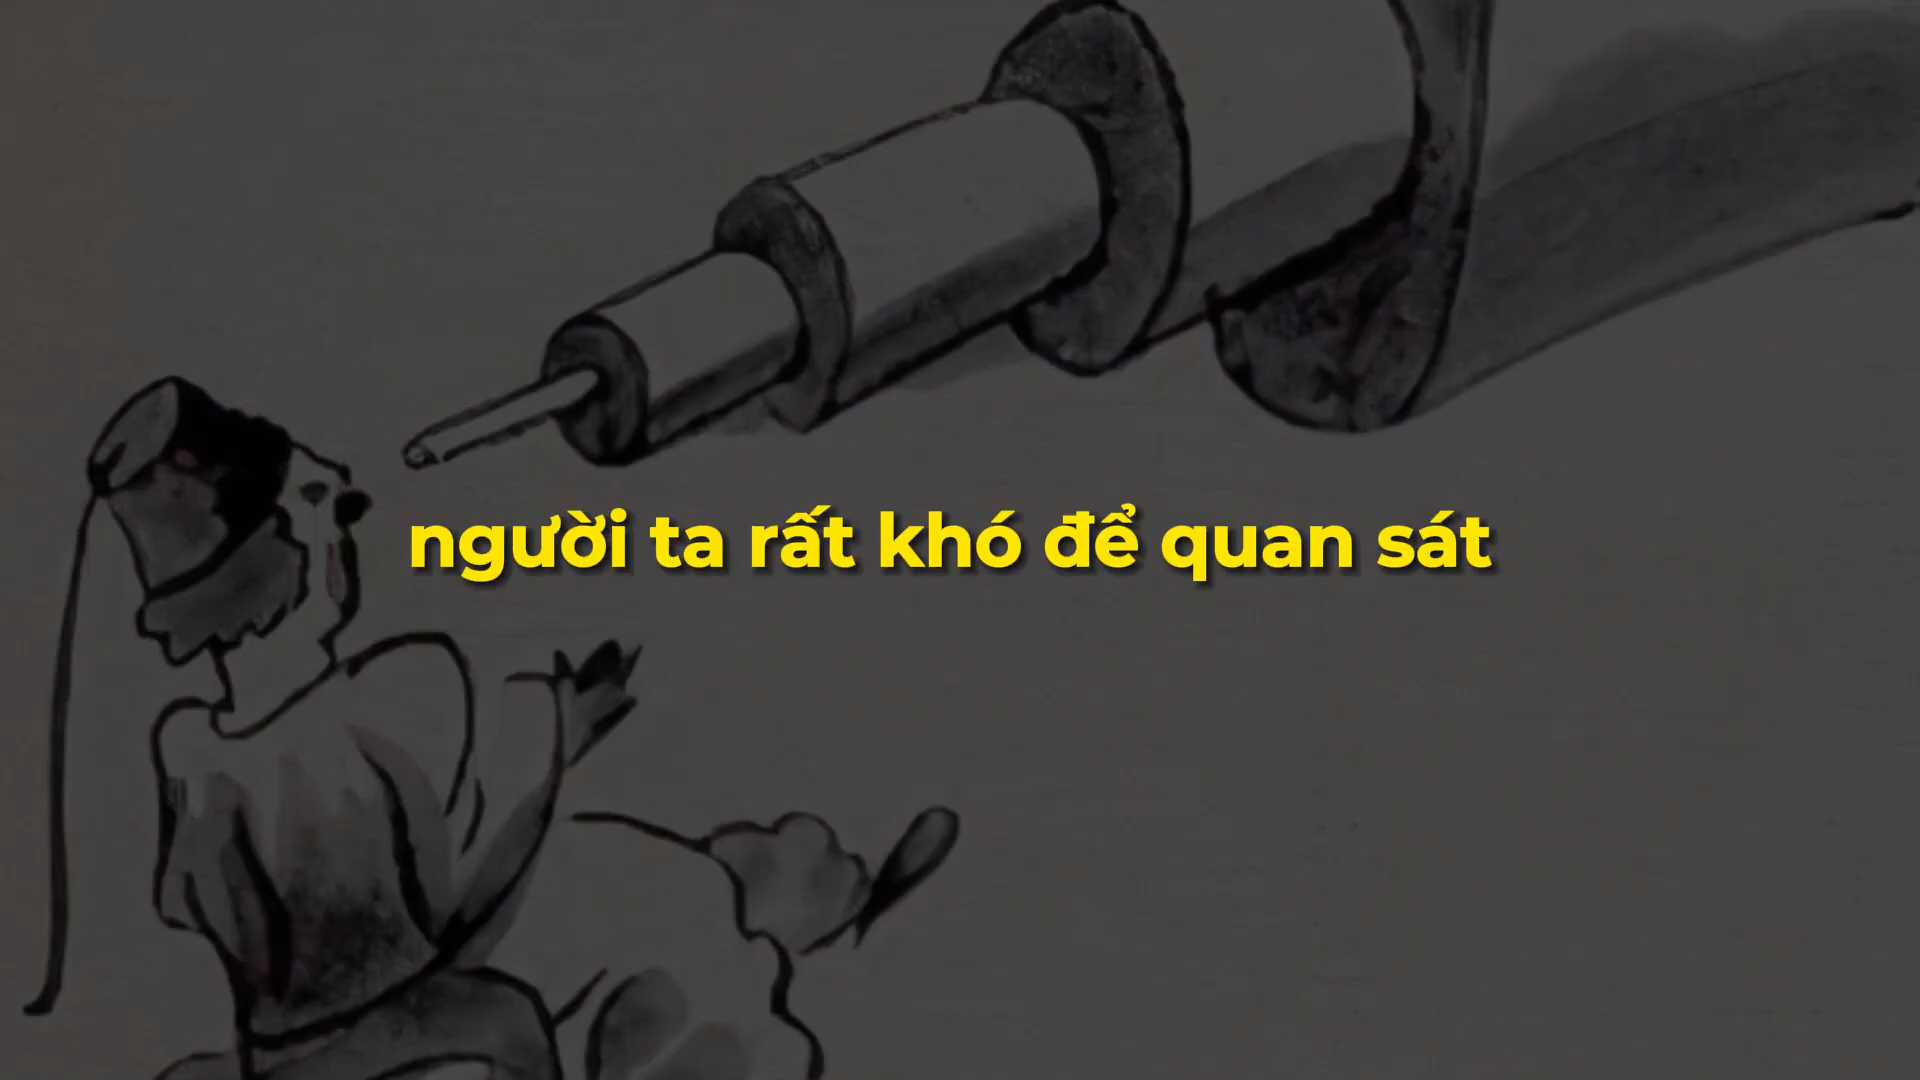 người ta rất khó để quan sát